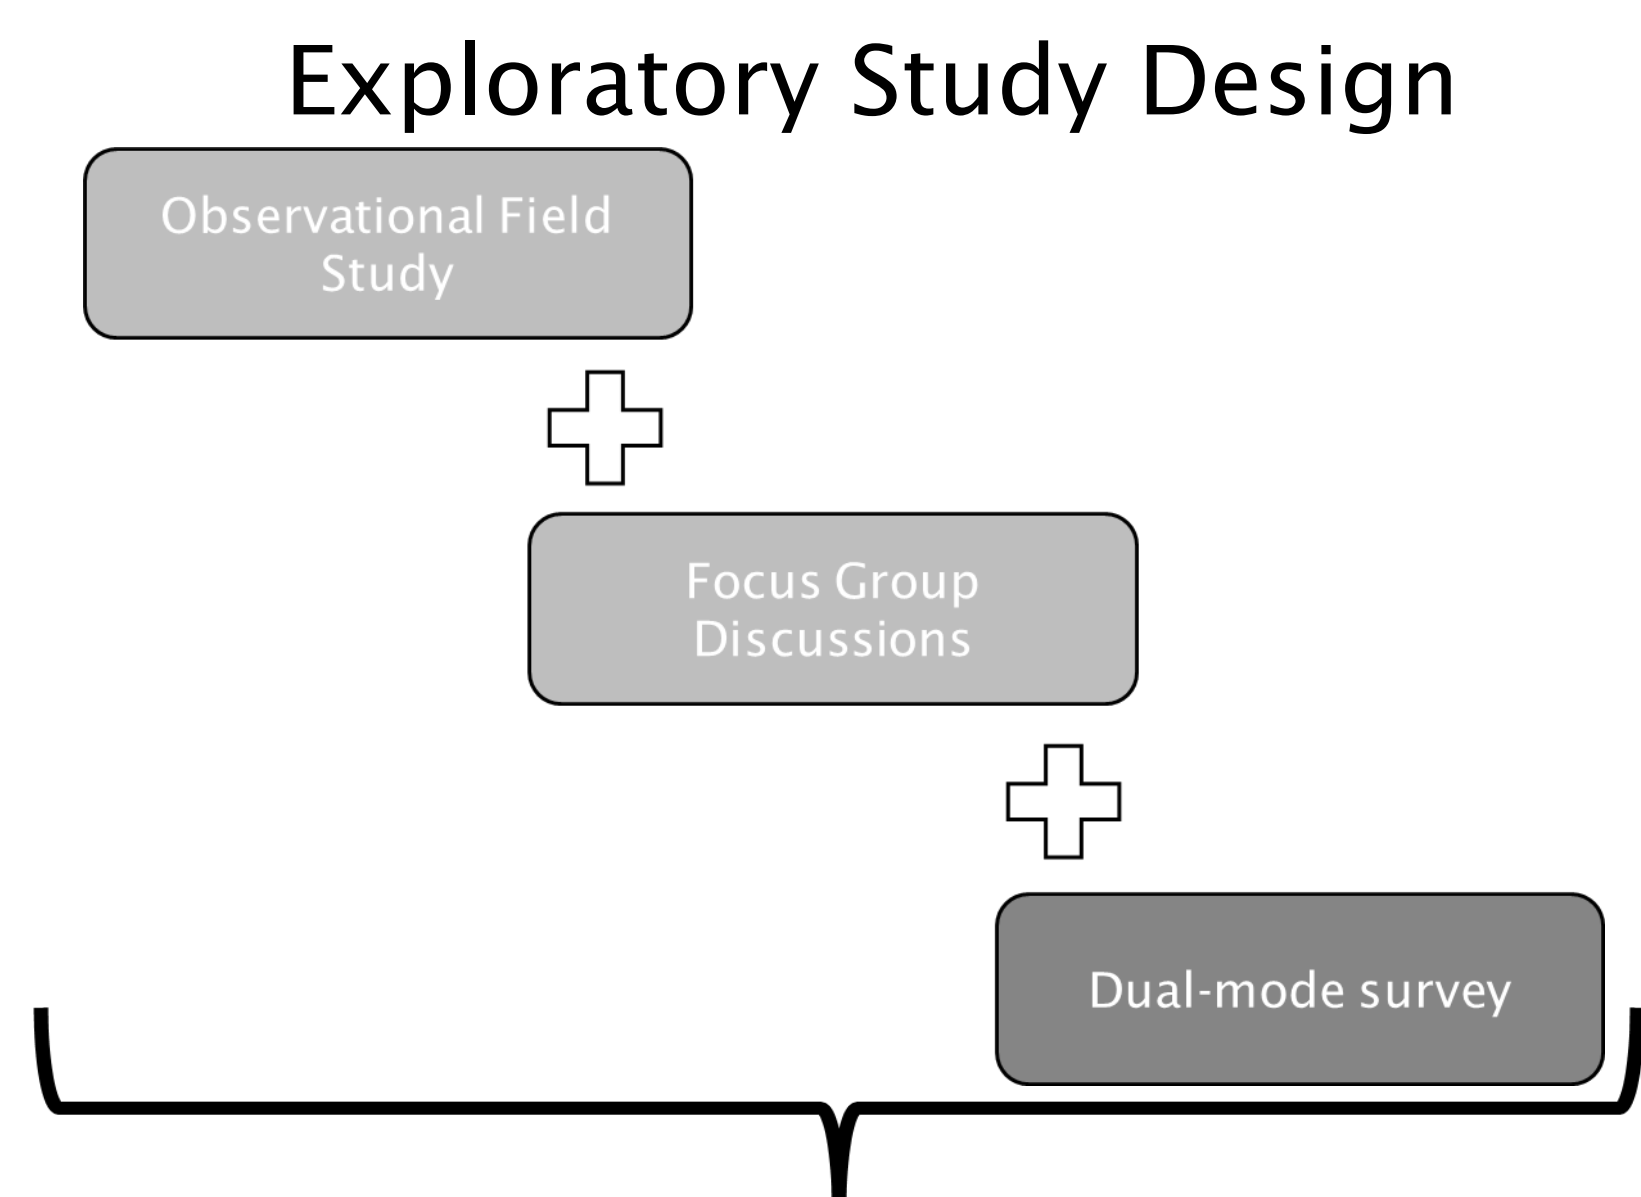 Exploratory Study Design
Observational Field
Study
Focus Group
Discussions
Dual-mode survey